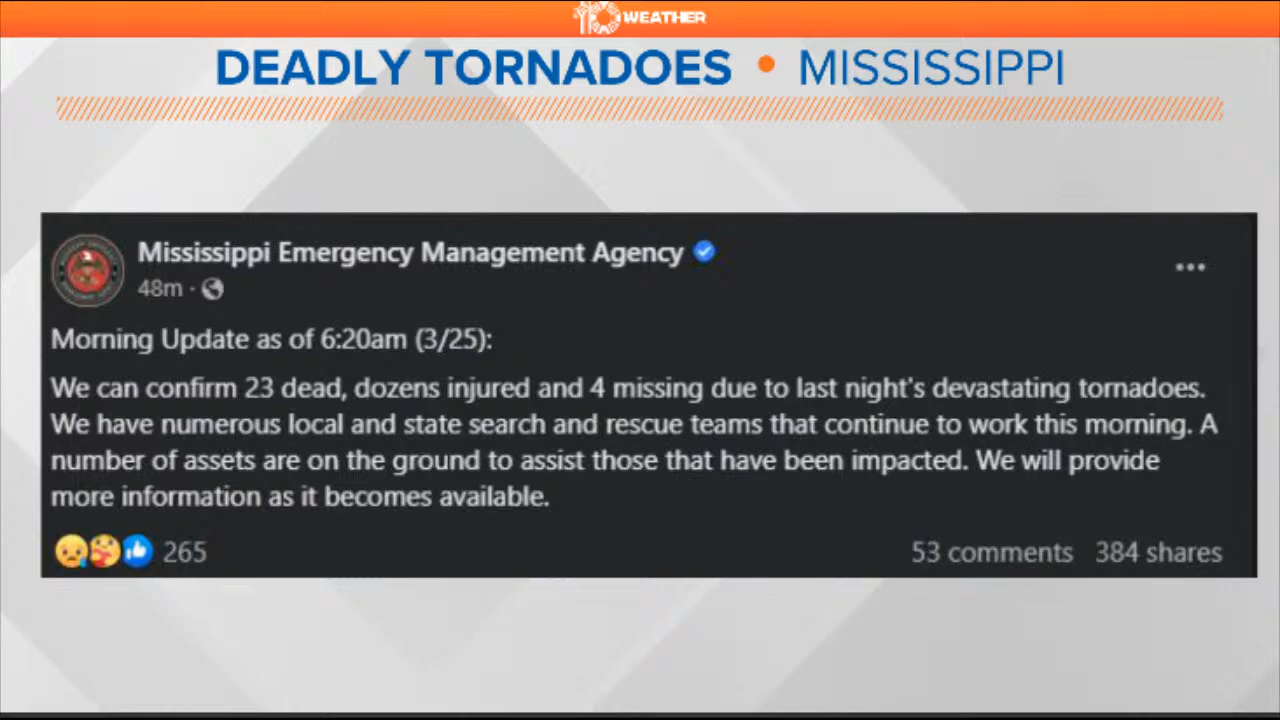 10 WEATHER
DEADLY TORNADOES • MISSISSIPPI
Mississippi Emergency Management Agency
48m ·
Morning Update as of 6:20am (3/25):
We can confirm 23 dead, dozens injured and 4 missing due to last night's devastating tornadoes.
We have numerous local and state search and rescue teams that continue to work this morning. A
number of assets are on the ground to assist those that have been impacted. We will provide
more information as it becomes available.
265 53 comments 384 shares